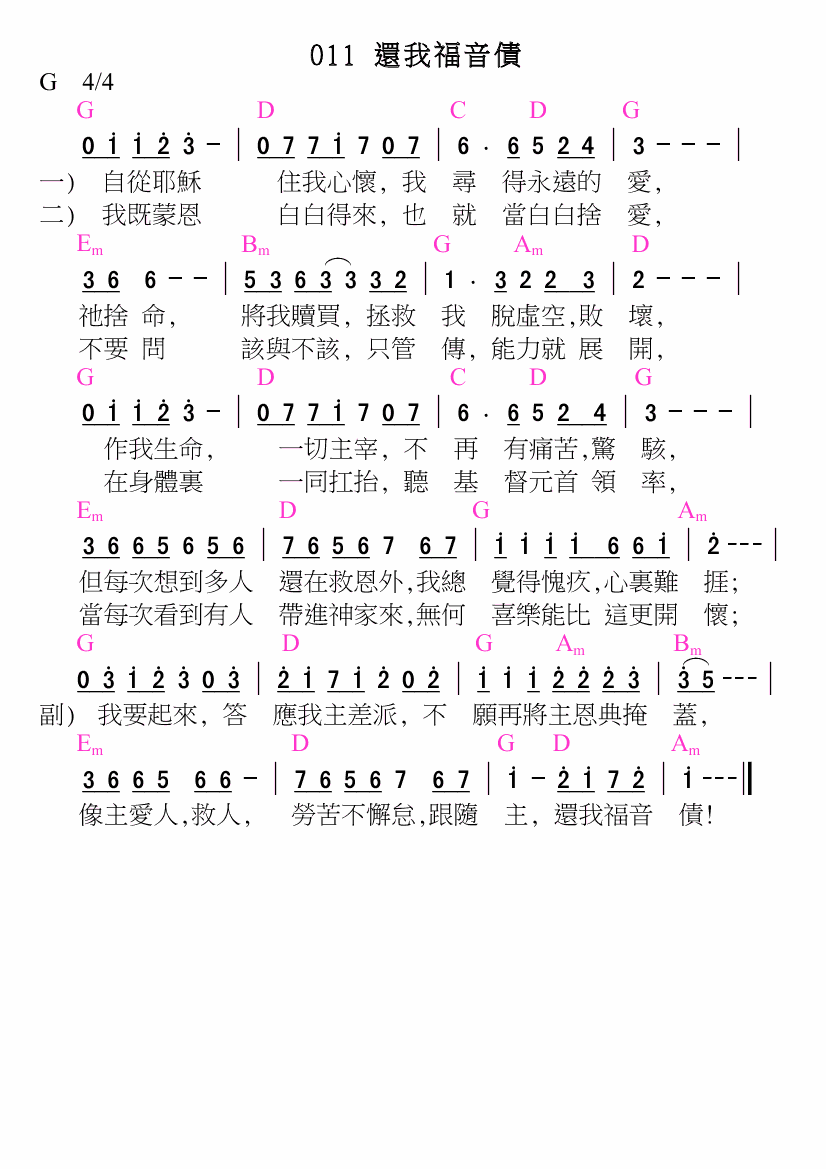 011 還我福音債
G 4/4
G D C D G
0 i̇ i̇ 2̇ 3̇ - | 0 7 7 i̇ 7 0 7 | 6 · 6 5 2 4 | 3 - - - |
一) 自從耶穌 住我心懷, 我 尋 得永遠的 愛,
二) 我既蒙恩 白白得來, 也 就 當白白捨 愛,
Em Bm G Am D
3 6 6 - - | 5 3 6 3 3 3 2 | 1 · 3 2 2 3 | 2 - - - |
祂捨 命, 將我贖買, 拯救 我 脫虛空,敗 壞,
不要 問 該與不該, 只管 傳, 能力就 展 開,
G D C D G
0 i̇ i̇ 2̇ 3̇ - | 0 7 7 i̇ 7 0 7 | 6 · 6 5 2 4 | 3 - - - |
作我生命, 一切主宰, 不 再 有痛苦,驚 駭,
在身體裏 一同扛抬, 聽 基 督元首 領 率,
Em D G Am
3 6 6 5 6 5 6 | 7 6 5 6 7 6 7 | i̇ i̇ i̇ i̇ 6 6 i̇ | 2̇ - - - |
但每次想到多人 還在救恩外,我總 覺得愧疚,心裏難 捱;
當每次看到有人 帶進神家來,無何 喜樂能比 這更開 懷;
G D G Am Bm
0 3̇ i̇ 2̇ 3̇ 0 3̇ | 2̇ i̇ 7 i̇ 2̇ 0 2̇ | i̇ i̇ i̇ 2̇ 2̇ 2̇ 3̇ | 3̇ 5 - - - |
副) 我要起來, 答 應我主差派, 不 願再將主恩典掩 蓋,
Em D G D Am
3 6 6 5 6 6 - | 7 6 5 6 7 6 7 | i̇ - 2̇ i̇ 7 2̇ | i̇ - - - ‖
像主愛人,救人, 勞苦不懈怠,跟隨 主, 還我福音 債!